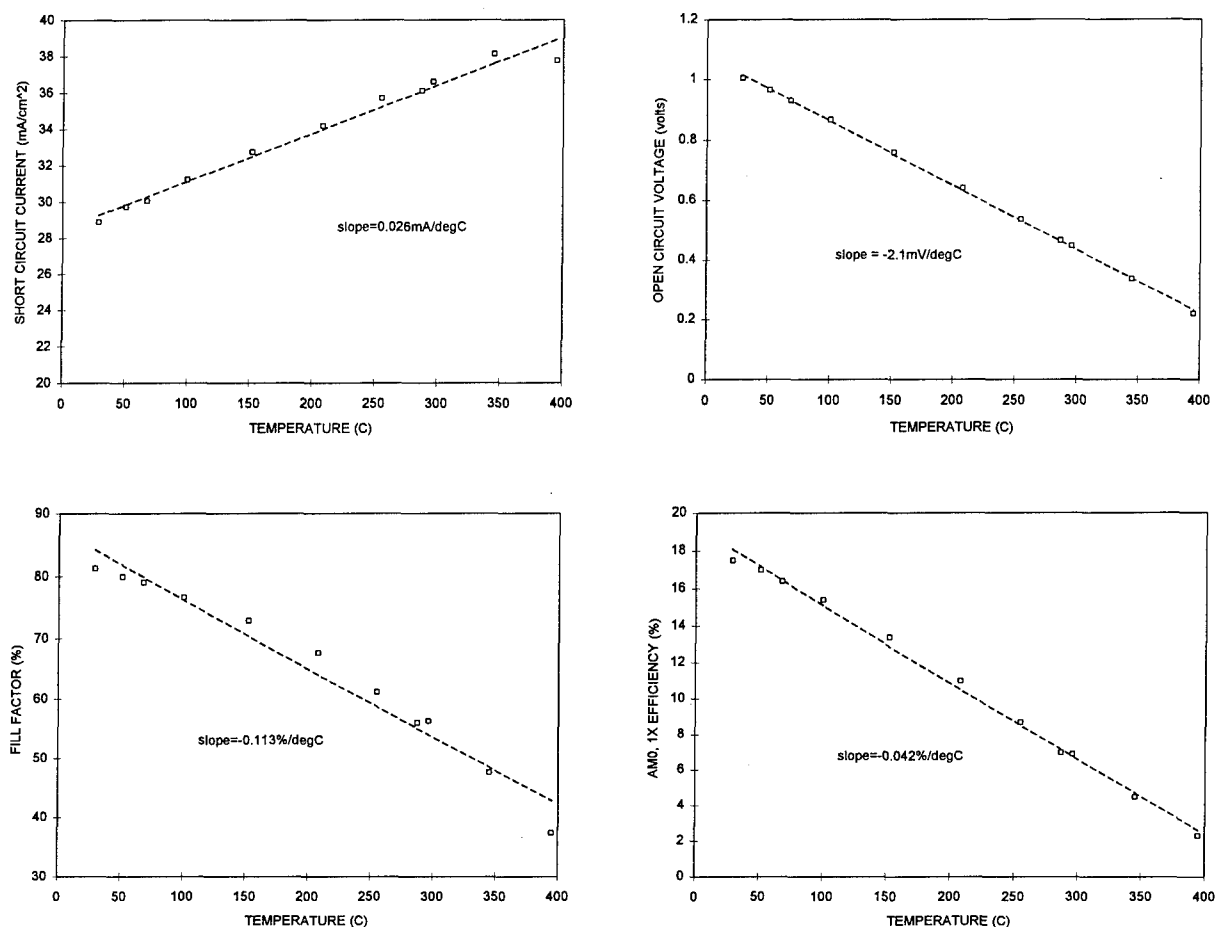 40
38
36
34
32
30
28
26
24
22
20
SHORT CIRCUIT CURRENT (mA/cm^2)
slope=0.026mA/degC
0 50 100 150 200 250 300 350 400
TEMPERATURE (C)
1.2
1
0.8
0.6
0.4
0.2
0
OPEN CIRCUIT VOLTAGE (volts)
slope = -2.1mV/degC
0 50 100 150 200 250 300 350 400
TEMPERATURE (C)
90
80
70
60
50
40
30
FILL FACTOR (%)
slope=-0.113%/degC
0 50 100 150 200 250 300 350 400
TEMPERATURE (C)
20
18
16
14
12
10
8
6
4
2
0
AM0, 1X EFFICIENCY (%)
slope=-0.042%/degC
0 50 100 150 200 250 300 350 400
TEMPERATURE (C)